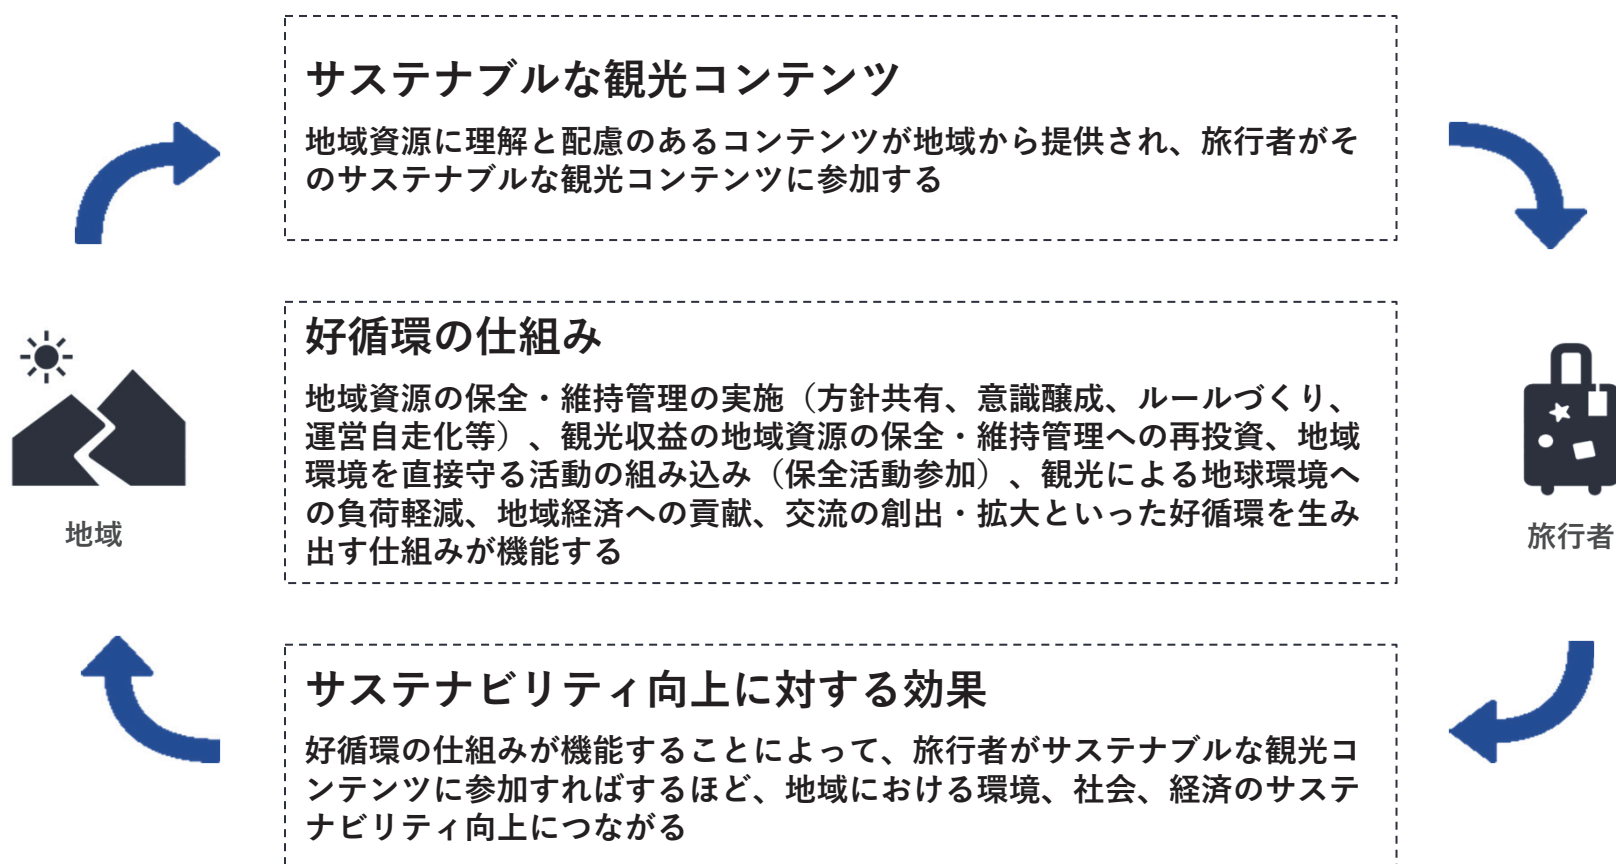 サステナブルな観光コンテンツ
地域資源に理解と配慮のあるコンテンツが地域から提供され、旅行者がそ
のサステナブルな観光コンテンツに参加する
好循環の仕組み
地域資源の保全・維持管理の実施（方針共有、意識醸成、ルールづくり、
運営自走化等）、観光収益の地域資源の保全・維持管理への再投資、地域
環境を直接守る活動の組み込み（保全活動参加）、観光による地球環境へ
の負荷軽減、地域経済への貢献、交流の創出・拡大といった好循環を生み
出す仕組みが機能する
地域
旅行者
サステナビリティ向上に対する効果
好循環の仕組みが機能することによって、旅行者がサステナブルな観光コ
ンテンツに参加すればするほど、地域における環境、社会、経済のサステ
ナビリティ向上につながる